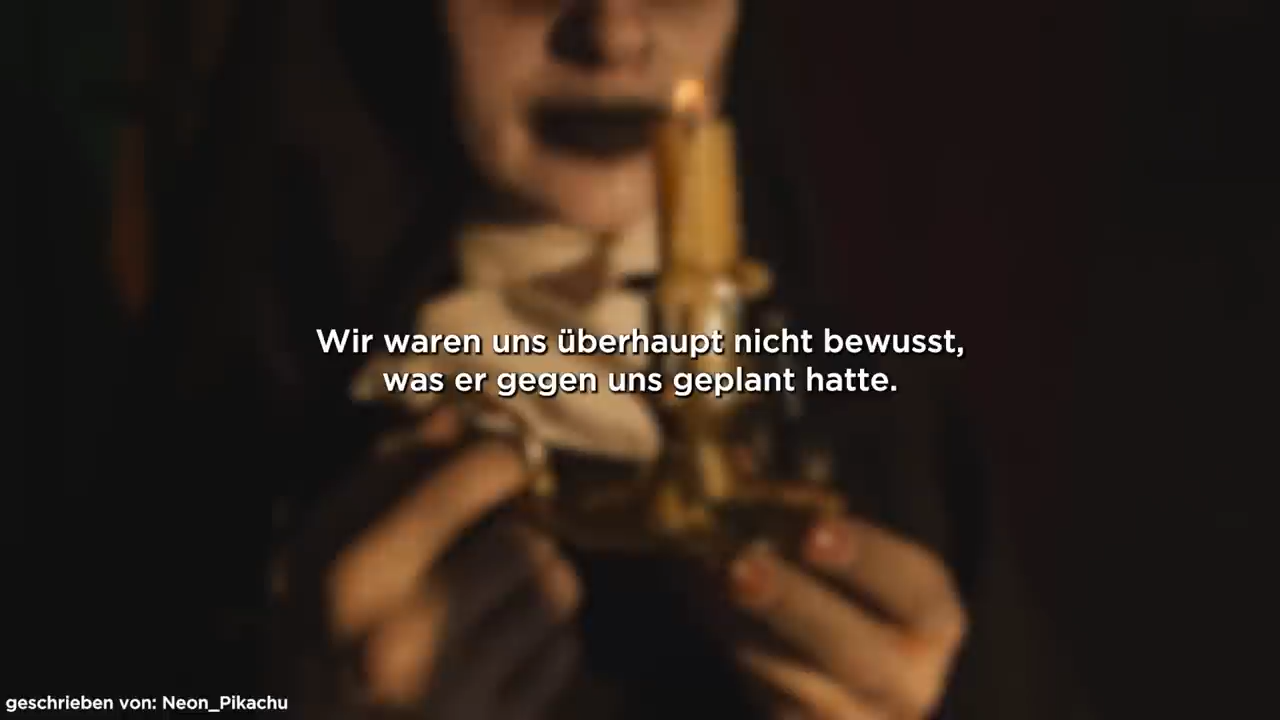 Wir waren uns überhaupt nicht bewusst,
was er gegen uns geplant hatte.
geschrieben von: Neon_Pikachu